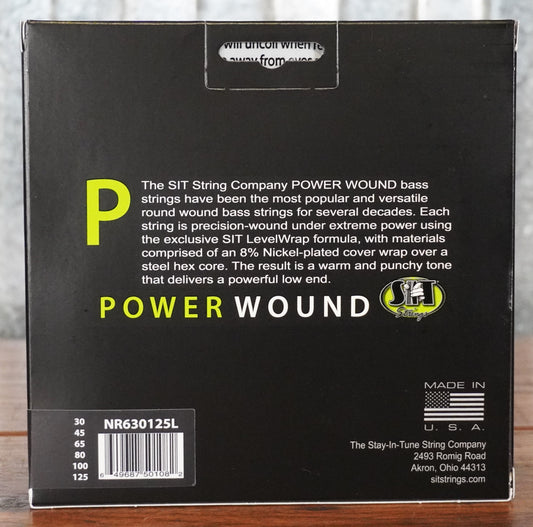 will uncoil when re
away from eyes
P
The SIT String Company POWER WOUND bass
strings have been the most popular and versatile
round wound bass strings for several decades. Each
string is precision-wound under extreme power using
the exclusive SIT LevelWrap formula, with materials
comprised of an 8% Nickel-plated cover wrap over a
steel hex core. The result is a warm and punchy tone
that delivers a powerful low end.
POWER WOUND
SIT
Strings
MADE IN
U. S. A.
30
45
65
80
100
125
NR630125L
6 49687 50108 2
The Stay-In-Tune String Company
2493 Romig Road
Akron, Ohio 44313
sitstrings.com